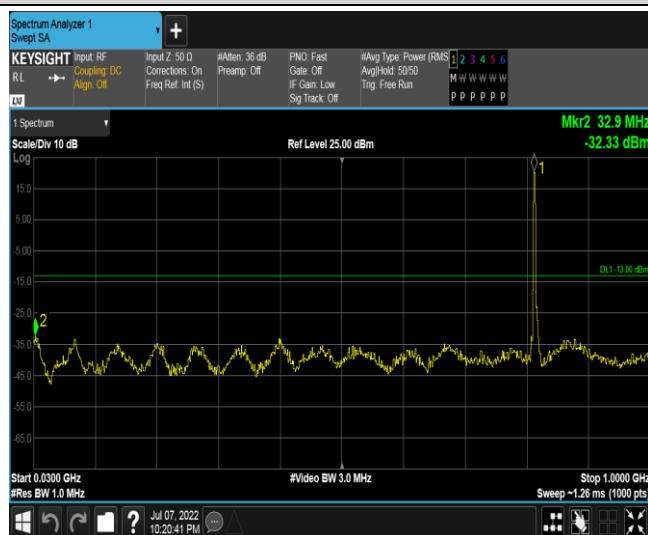 Spectrum Analyzer 1
Swept SA
KEYSIGHT
RL
LXI
Input: RF
Coupling: DC
Align: Off
Input Z: 50 Ω
Corrections: On
Freq Ref: Int (S)
#Atten: 36 dB
Preamp: Off
PNO: Fast
Gate: Off
IF Gain: Low
Sig Track: Off
#Avg Type: Power (RMS
Avg|Hold: 50/50
Trig: Free Run
1 2 3 4 5 6
M W W W W W
P P P P P P
1 Spectrum
Mkr2 32.9 MHz
Scale/Div 10 dB
Ref Level 25.00 dBm
-32.33 dBm
Log
1
15.0
5.00
-5.00
DL1 -13.00 dBm
-15.0
-25.0
2
-35.0
-45.0
-55.0
-65.0
Start 0.0300 GHz
#Video BW 3.0 MHz
Stop 1.0000 GHz
#Res BW 1.0 MHz
Sweep ~1.26 ms (1000 pts)
?
Jul 07, 2022
10:20:41 PM